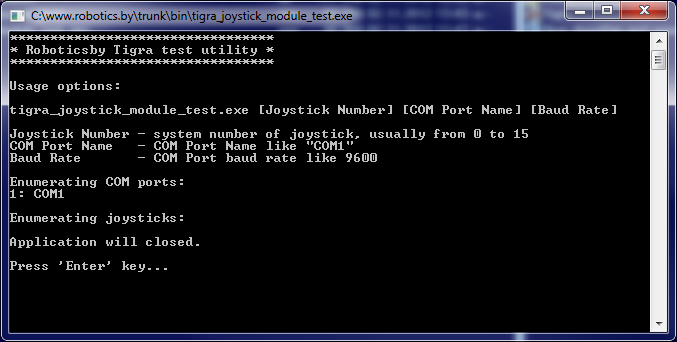 C:\www.robotics.by\trunk\bin\tigra_joystick_module_test.exe
*********************************
* Roboticsby Tigra test utility *
*********************************
Usage options:
tigra_joystick_module_test.exe [Joystick Number] [COM Port Name] [Baud Rate]
Joystick Number - system number of joystick, usually from 0 to 15
COM Port Name   - COM Port Name like "COM1"
Baud Rate       - COM Port baud rate like 9600
Enumerating COM ports:
1: COM1
Enumerating joysticks:
Application will closed.
Press 'Enter' key...